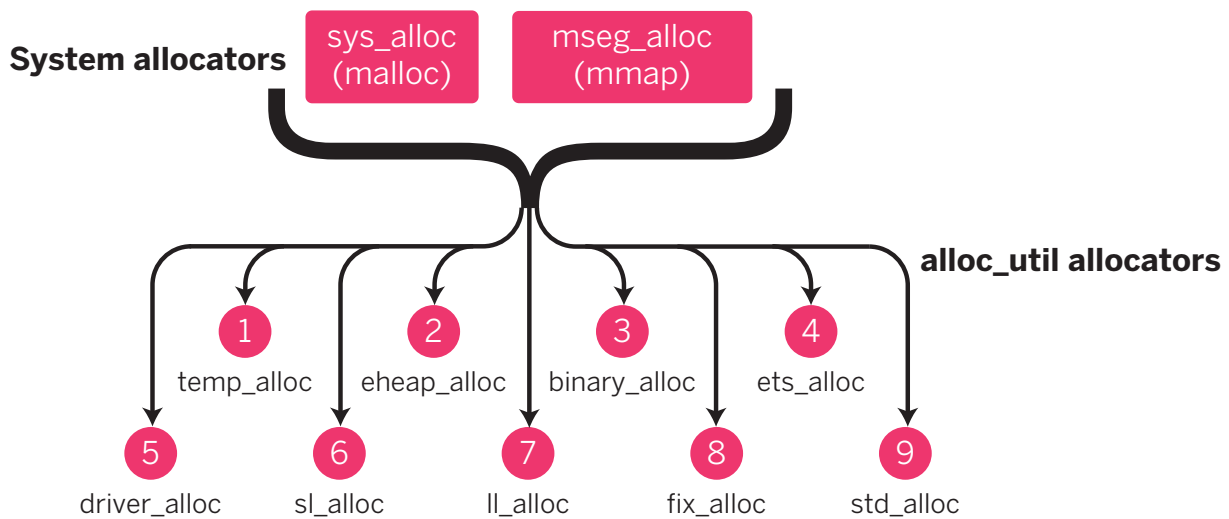 System allocators
sys_alloc
(malloc)
mseg_alloc
(mmap)
alloc_util allocators
1
2
3
4
temp_alloc
eheap_alloc
binary_alloc
ets_alloc
5
6
7
8
9
driver_alloc
sl_alloc
ll_alloc
fix_alloc
std_alloc